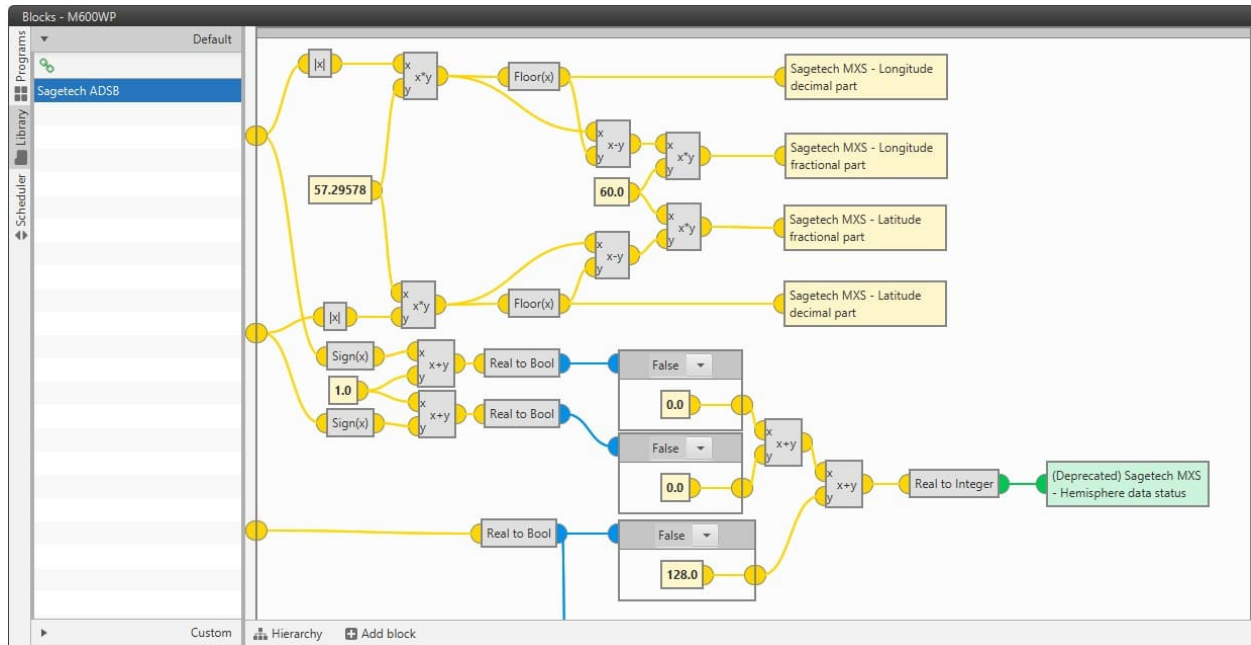 Blocks - M600WP
Programs
Library
Scheduler
Default
Sagetech ADSB
Custom
|x|
x
y
x*y
Floor(x)
Sagetech MXS - Longitude
decimal part
x
y
x-y
x
y
x*y
Sagetech MXS - Longitude
fractional part
57.29578
60.0
x
y
x*y
Sagetech MXS - Latitude
fractional part
x
y
x-y
|x|
x
y
x*y
Floor(x)
Sagetech MXS - Latitude
decimal part
Sign(x)
x
y
x+y
Real to Bool
False
1.0
0.0
x
y
x+y
Real to Bool
Sign(x)
x
y
x+y
False
0.0
x
y
x+y
Real to Integer
(Deprecated) Sagetech MXS
- Hemisphere data status
Real to Bool
False
128.0
Hierarchy
Add block